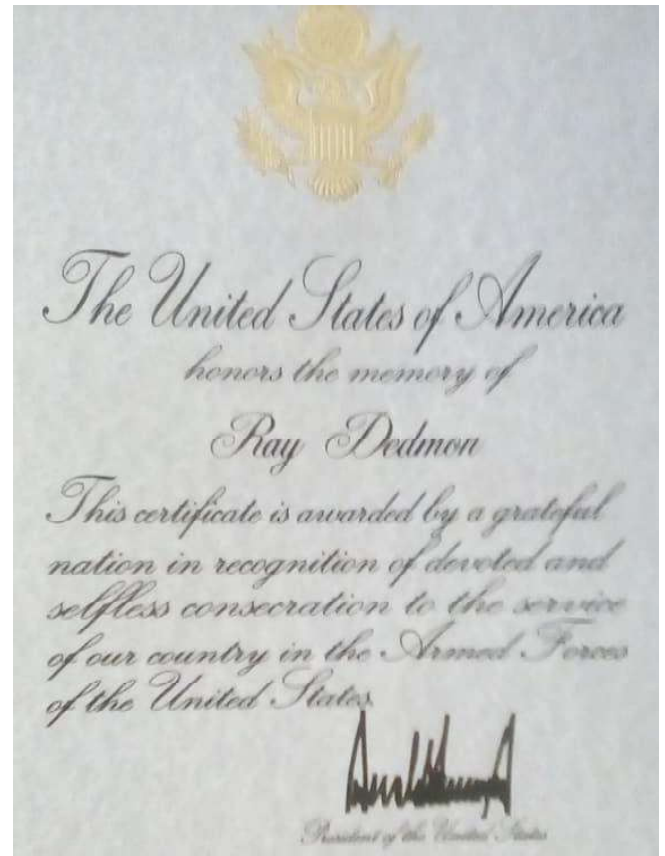 The United States of America
honors the memory of
Ray Dedmon
This certificate is awarded by a grateful
nation in recognition of devoted and
selfless consecration to the service
of our country in the Armed Forces
of the United States.
President of the United States